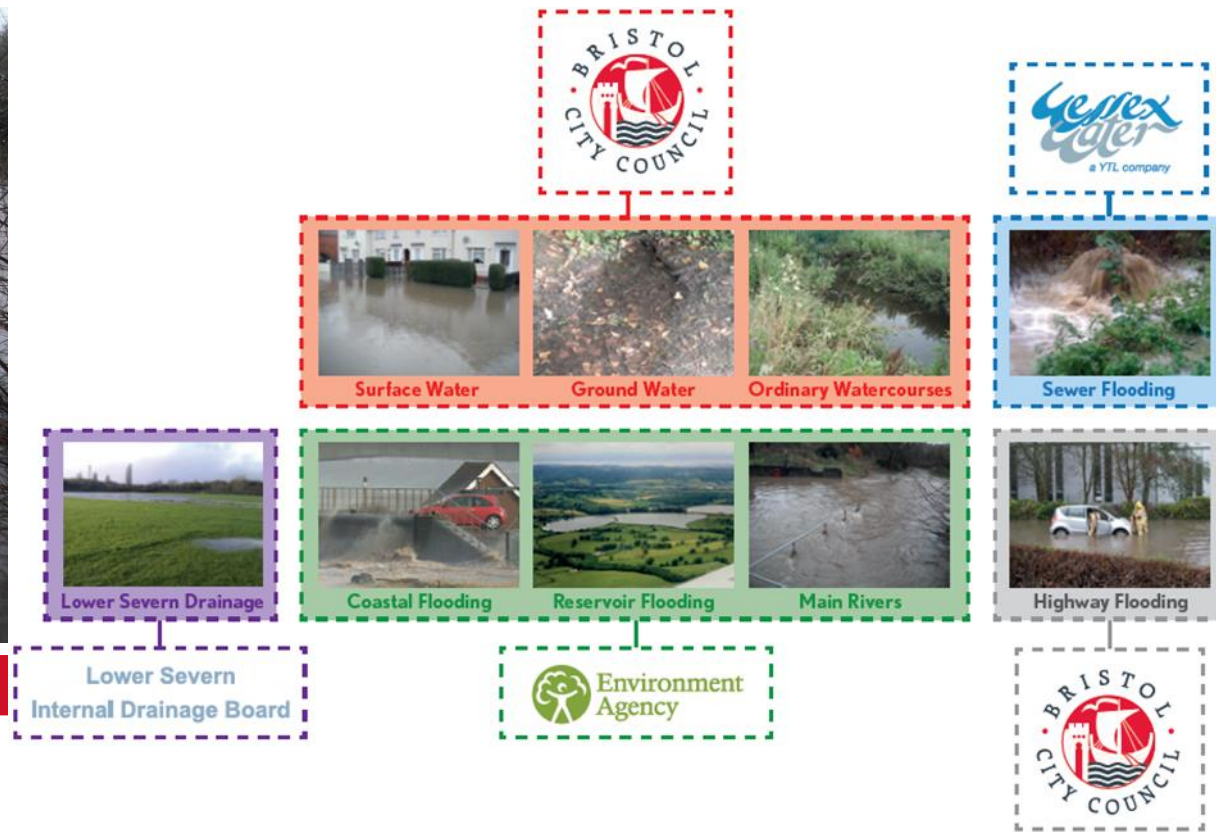 BRISTOL CITY COUNCIL
Wessex Water
a YTL company
Surface Water
Ground Water
Ordinary Watercourses
Sewer Flooding
Lower Severn Drainage
Coastal Flooding
Reservoir Flooding
Main Rivers
Highway Flooding
Lower Severn
Internal Drainage Board
Environment
Agency
BRISTOL CITY COUNCIL